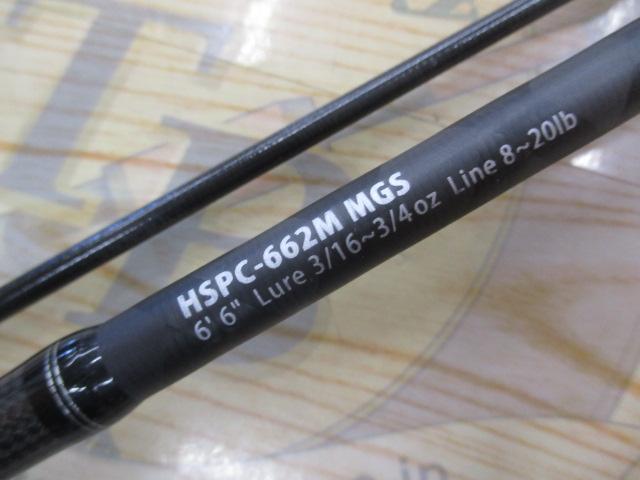 HSPC-662M MGS
6' 6" Lure 3/16~3/4oz Line 8~20lb